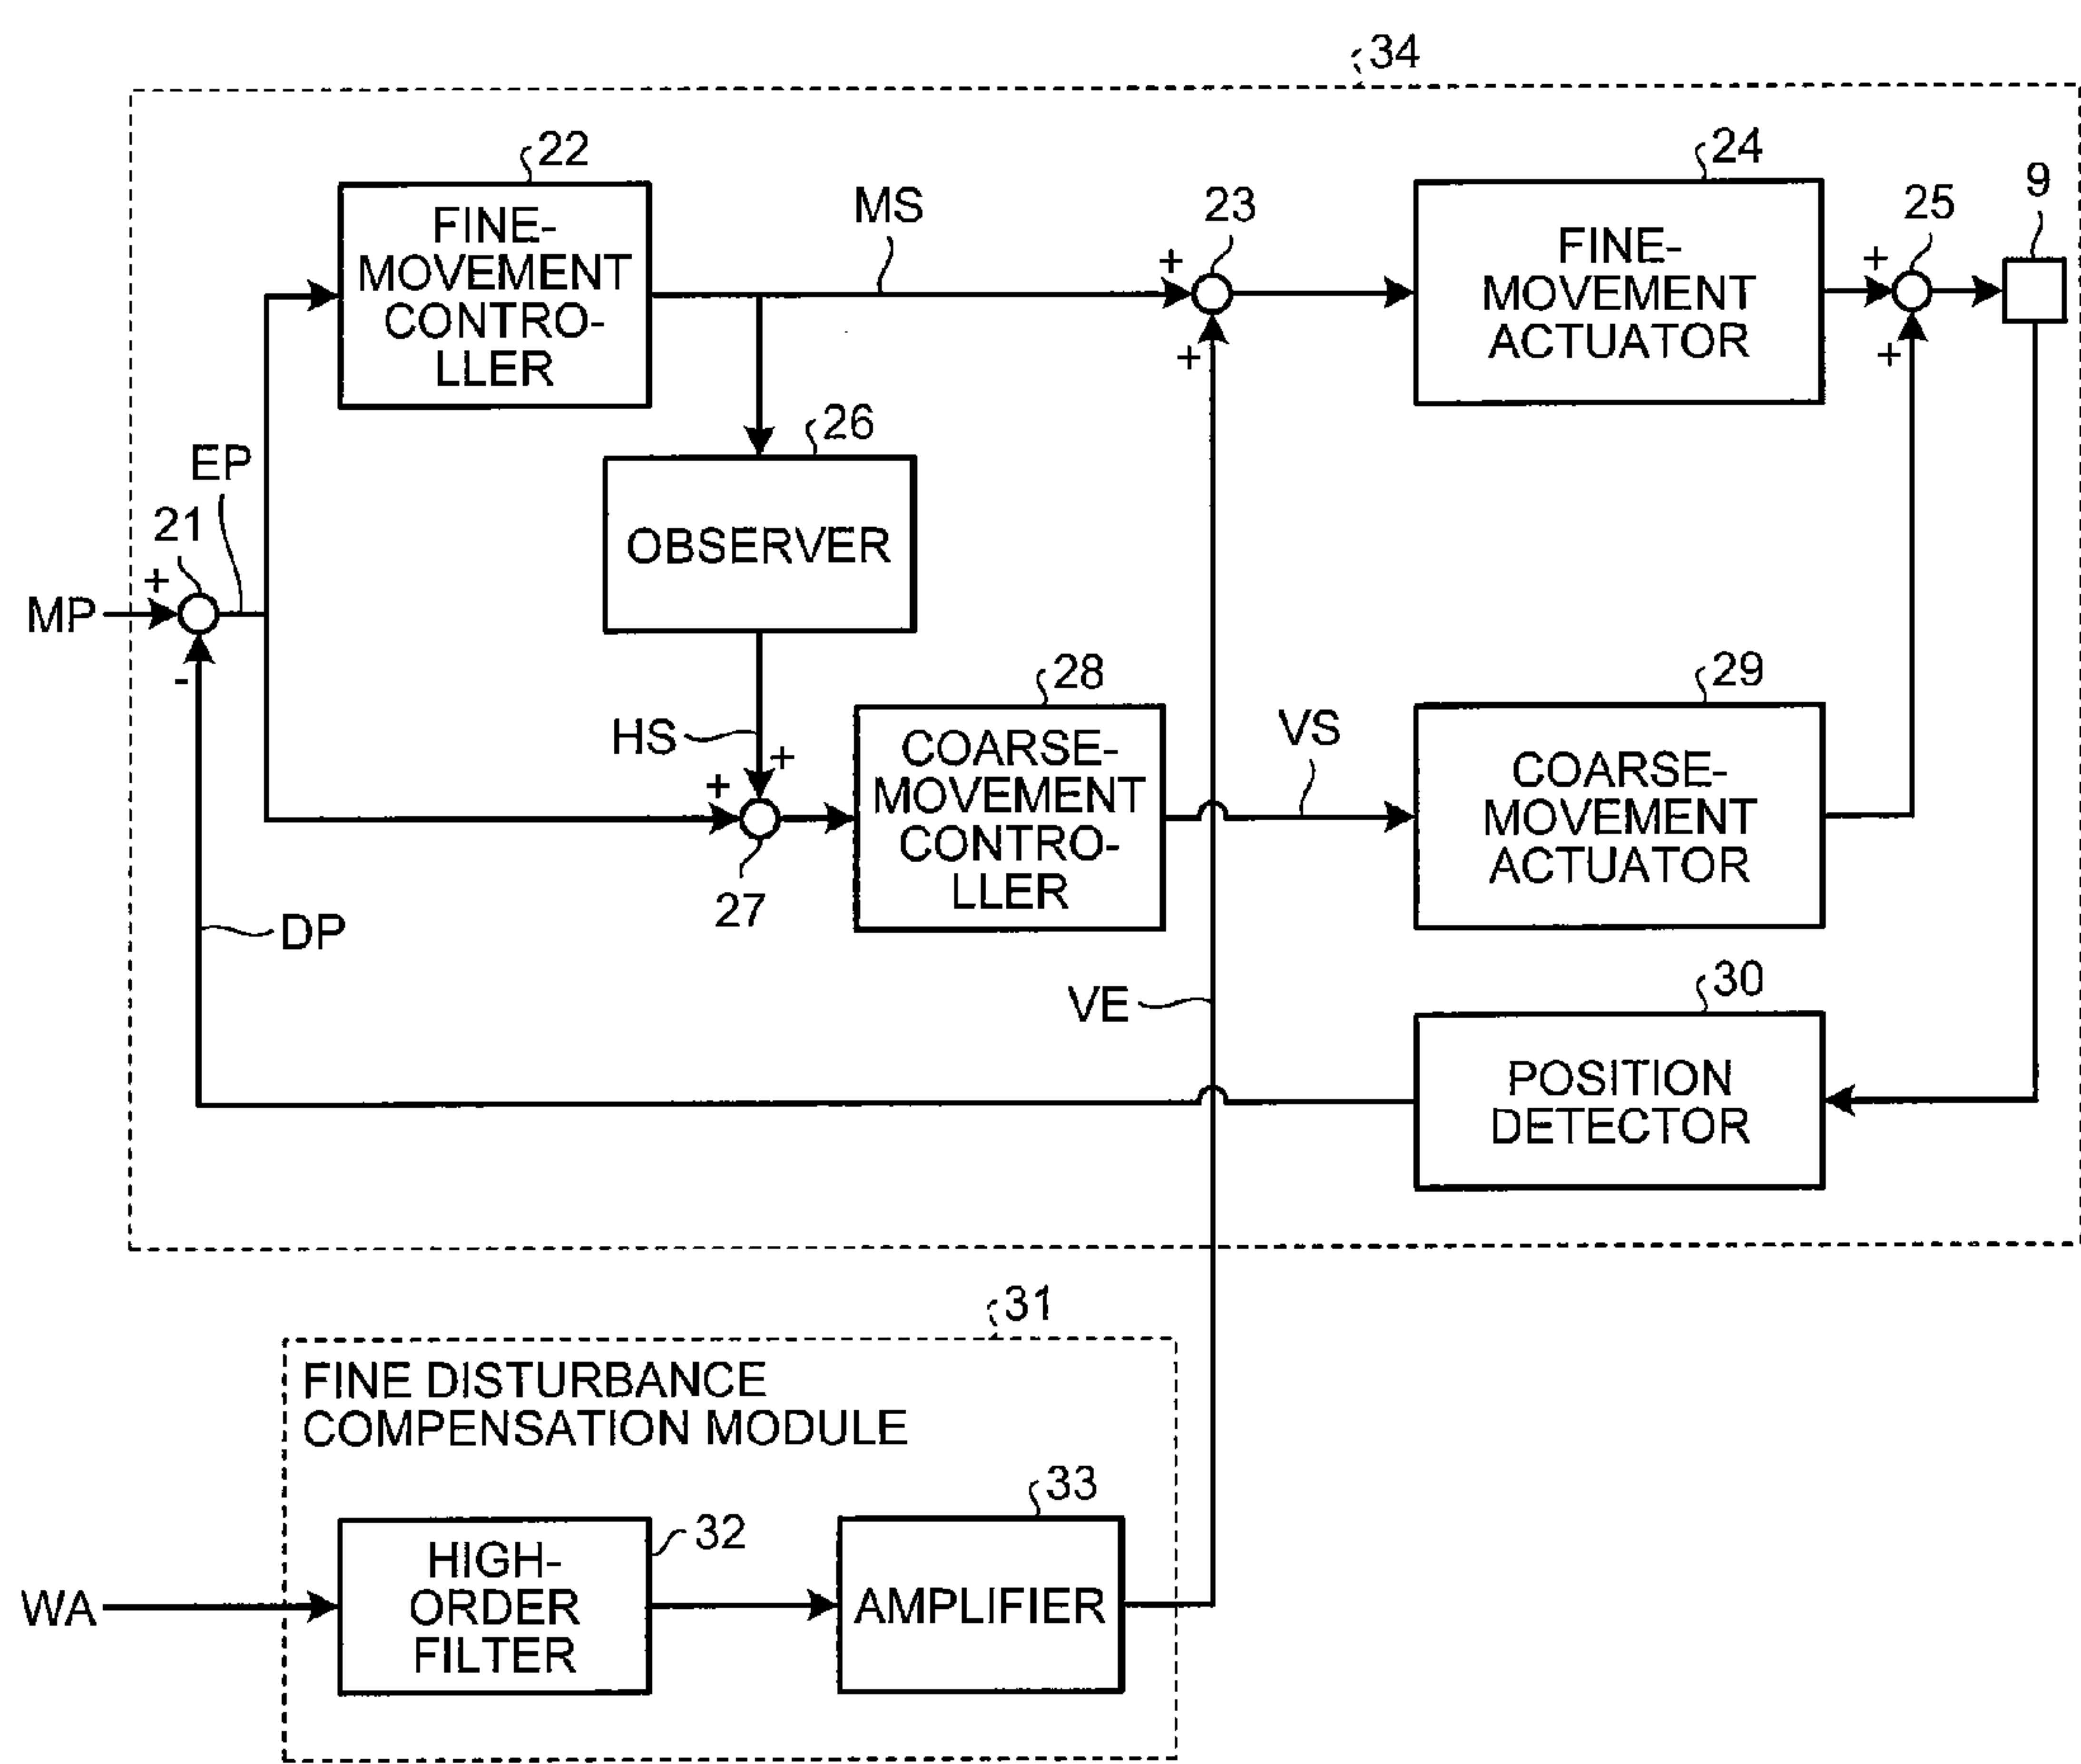 34
22
FINE-
MOVEMENT
CONTRO-
LLER
MS
+
23
+
24
FINE-
MOVEMENT
ACTUATOR
+
25
+
9
26
OBSERVER
EP
21
+
MP
-
HS
+
+
27
28
COARSE-
MOVEMENT
CONTRO-
LLER
VS
29
COARSE-
MOVEMENT
ACTUATOR
DP
VE
30
POSITION
DETECTOR
31
FINE DISTURBANCE
COMPENSATION MODULE
WA
32
HIGH-
ORDER
FILTER
33
AMPLIFIER